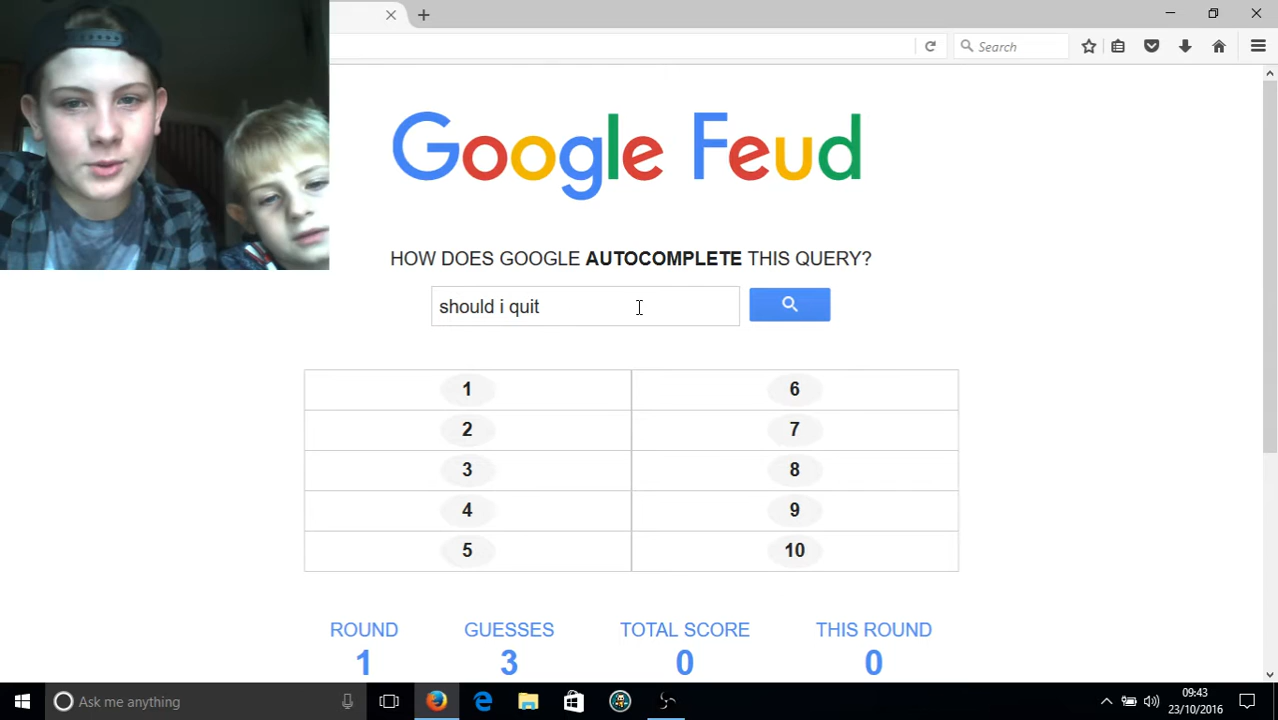 Search
Google Feud
HOW DOES GOOGLE AUTOCOMPLETE THIS QUERY?
should i quit
1 6
2 7
3 8
4 9
5 10
ROUND GUESSES TOTAL SCORE THIS ROUND
1 3 0 0
Ask me anything
09:43
23/10/2016